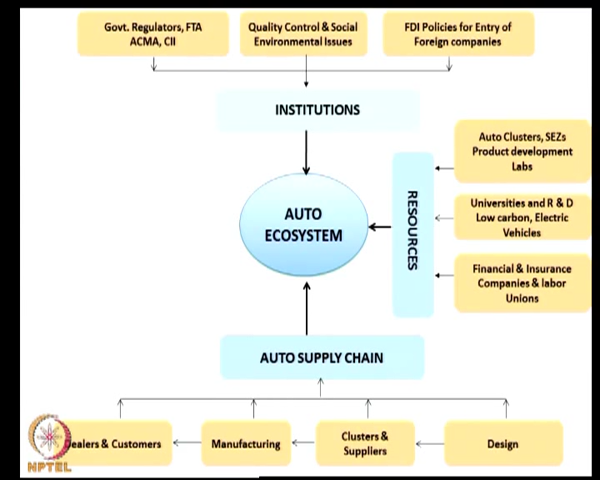 Govt. Regulators, FTA
ACMA, CII
Quality Control & Social
Environmental Issues
FDI Policies for Entry of
Foreign companies
INSTITUTIONS
Auto Clusters, SEZs
Product development
Labs
AUTO
ECOSYSTEM
RESOURCES
Universities and R & D
Low carbon, Electric
Vehicles
Financial & Insurance
Companies & labor
Unions
AUTO SUPPLY CHAIN
Dealers & Customers
Manufacturing
Clusters &
Suppliers
Design
NPTEL